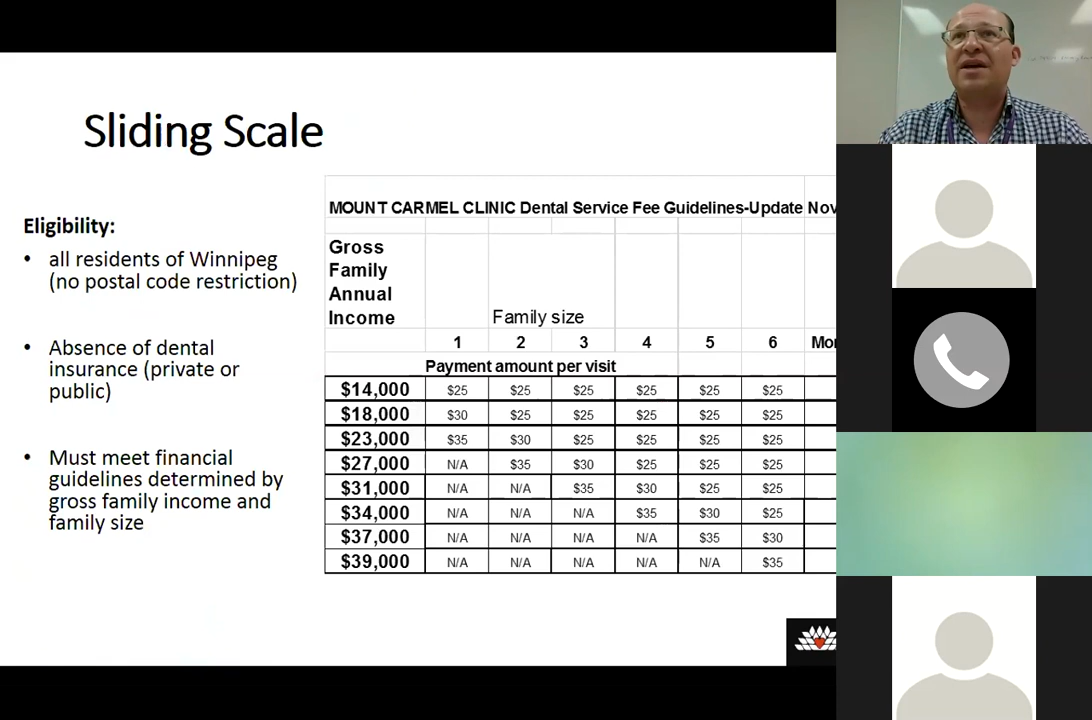 Sliding Scale
Eligibility:
• all residents of Winnipeg
(no postal code restriction)
• Absence of dental
insurance (private or
public)
• Must meet financial
guidelines determined by
gross family income and
family size
MOUNT CARMEL CLINIC Dental Service Fee Guidelines-Update Nov
Gross
Family
Annual
Income
Family size
1 2 3 4 5 6 Mor
Payment amount per visit
$14,000 $25 $25 $25 $25 $25 $25
$18,000 $30 $25 $25 $25 $25 $25
$23,000 $35 $30 $25 $25 $25 $25
$27,000 N/A $35 $30 $25 $25 $25
$31,000 N/A N/A $35 $30 $25 $25
$34,000 N/A N/A N/A $35 $30 $25
$37,000 N/A N/A N/A N/A $35 $30
$39,000 N/A N/A N/A N/A N/A $35